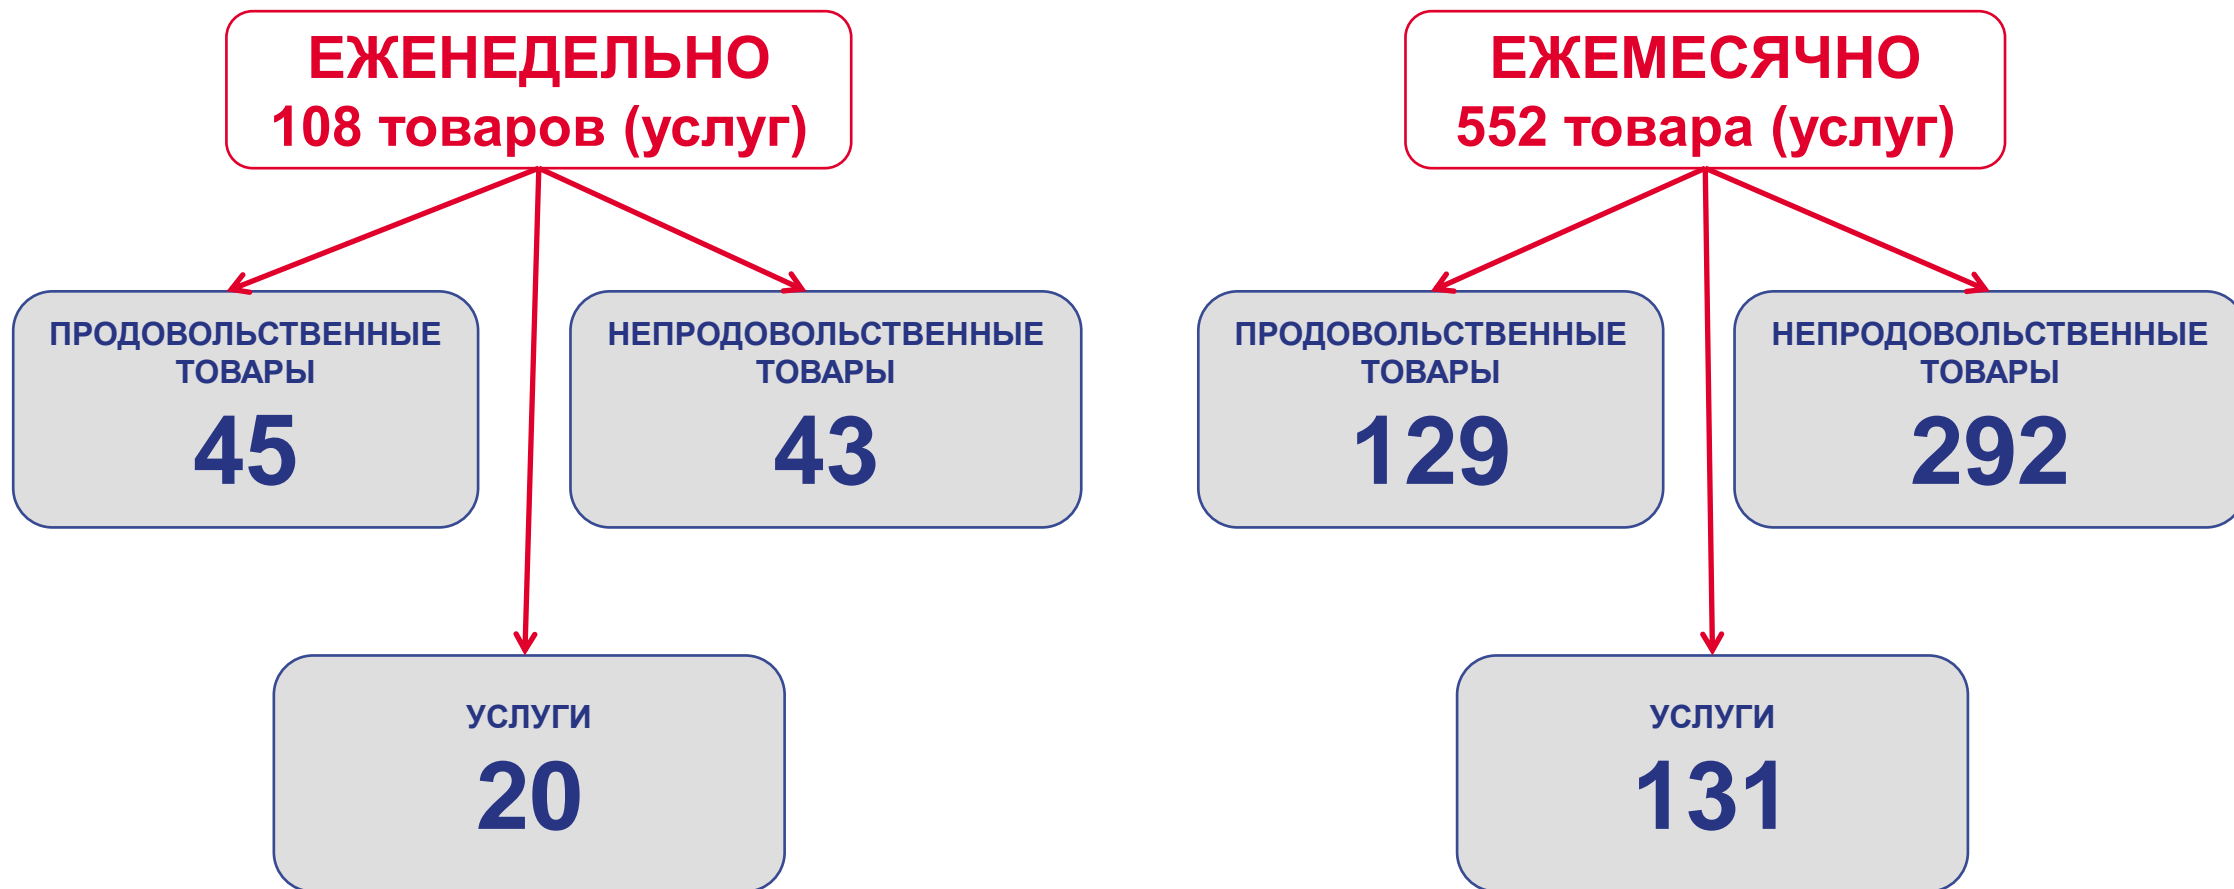 ЕЖЕНЕДЕЛЬНО
108 товаров (услуг)
ПРОДОВОЛЬСТВЕННЫЕ
ТОВАРЫ
45
НЕПРОДОВОЛЬСТВЕННЫЕ
ТОВАРЫ
43
УСЛУГИ
20
ЕЖЕМЕСЯЧНО
552 товара (услуг)
ПРОДОВОЛЬСТВЕННЫЕ
ТОВАРЫ
129
НЕПРОДОВОЛЬСТВЕННЫЕ
ТОВАРЫ
292
УСЛУГИ
131